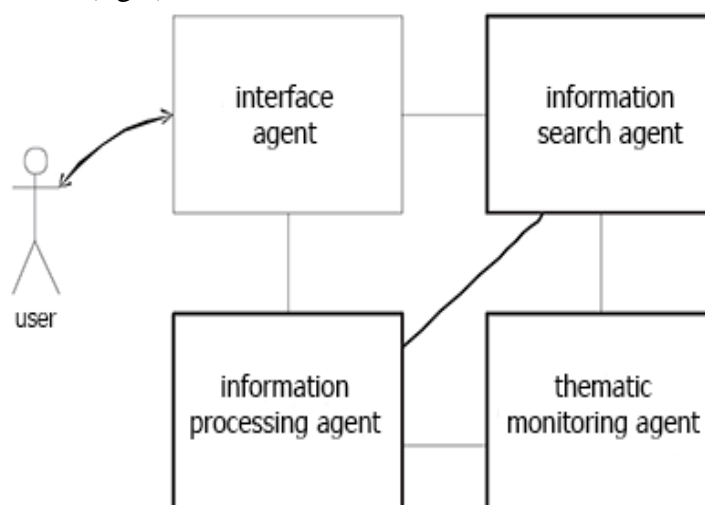 interface
agent
information
search agent
user
information
processing agent
thematic
monitoring agent